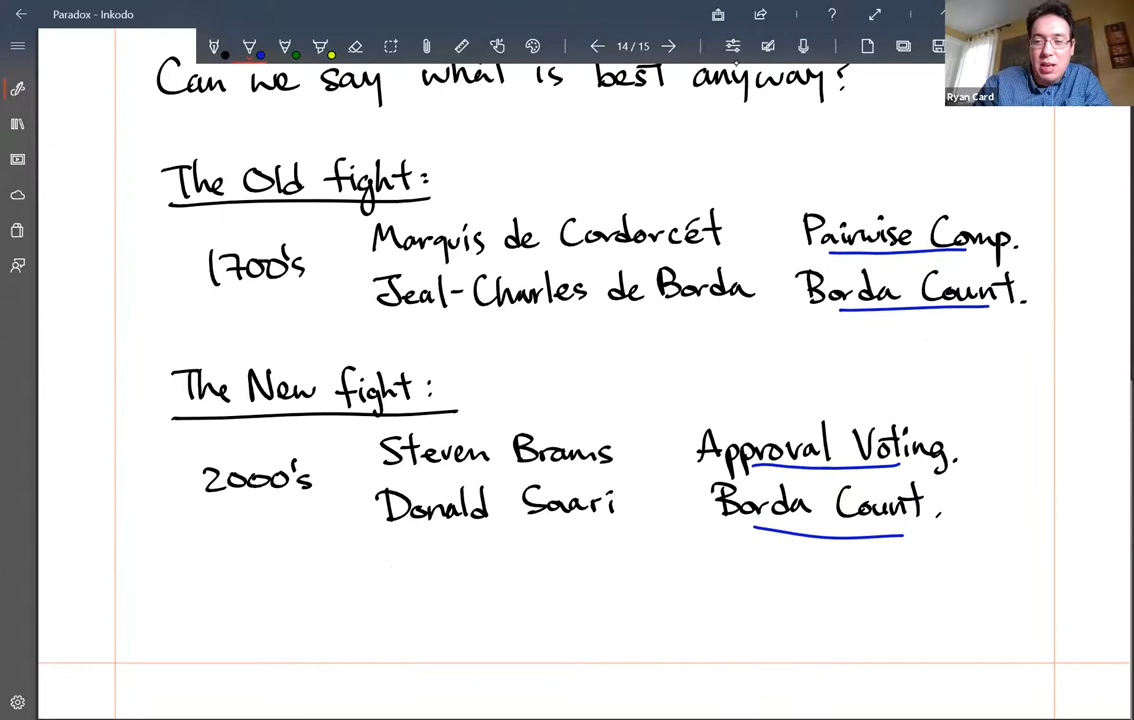 Paradox - Inkodo
14 / 15
Ryan Card
Can we say what is best anyway?
The Old fight:
1700's
Marquis de Cordorcét Pairwise Comp.
Jeal-Charles de Borda Borda Count.
The New fight:
2000's
Steven Brams Approval Voting.
Donald Saari Borda Count.